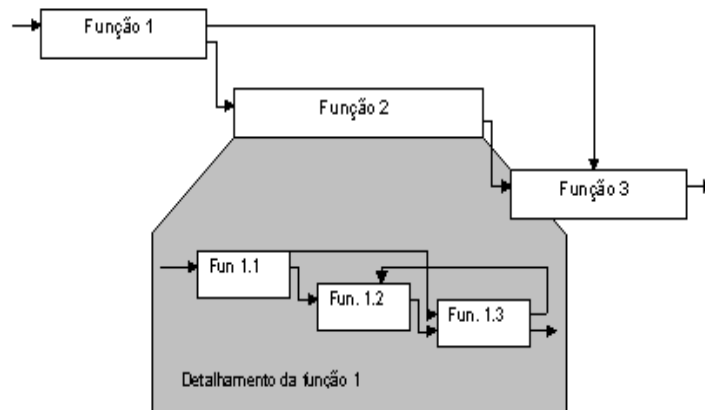 Função 1
Função 2
Função 3
Fun 1.1
Fun. 1.2
Fun. 1.3
Detalhamento da função 1